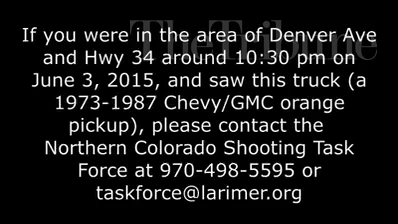 The Tribune
If you were in the area of Denver Ave
and Hwy 34 around 10:30 pm on
June 3, 2015, and saw this truck (a
1973-1987 Chevy/GMC orange
pickup), please contact the
Northern Colorado Shooting Task
Force at 970-498-5595 or
taskforce@larimer.org